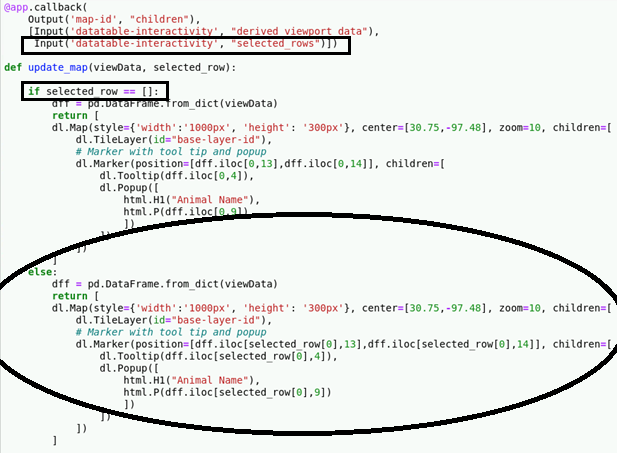 @app.callback(
    Output('map-id', "children"),
    [Input('datatable-interactivity', "derived_viewport_data"),
     Input('datatable-interactivity', "selected_rows")])
def update_map(viewData, selected_row):
    if selected_row == []:
        dff = pd.DataFrame.from_dict(viewData)
        return [
        dl.Map(style={'width':'1000px', 'height': '300px'}, center=[30.75,-97.48], zoom=10, children=[
            dl.TileLayer(id="base-layer-id"),
            # Marker with tool tip and popup
            dl.Marker(position=[dff.iloc[0,13],dff.iloc[0,14]], children=[
                dl.Tooltip(dff.iloc[0,4]),
                dl.Popup([
                    html.H1("Animal Name"),
                    html.P(dff.iloc[0,9])
                    ])
                ])
            ])
        ]
    else:
        dff = pd.DataFrame.from_dict(viewData)
        return [
        dl.Map(style={'width':'1000px', 'height': '300px'}, center=[30.75,-97.48], zoom=10, children=[
            dl.TileLayer(id="base-layer-id"),
            # Marker with tool tip and popup
            dl.Marker(position=[dff.iloc[selected_row[0],13],dff.iloc[selected_row[0],14]], children=[
                dl.Tooltip(dff.iloc[selected_row[0],4]),
                dl.Popup([
                    html.H1("Animal Name"),
                    html.P(dff.iloc[selected_row[0],9])
                    ])
                ])
            ])
        ]